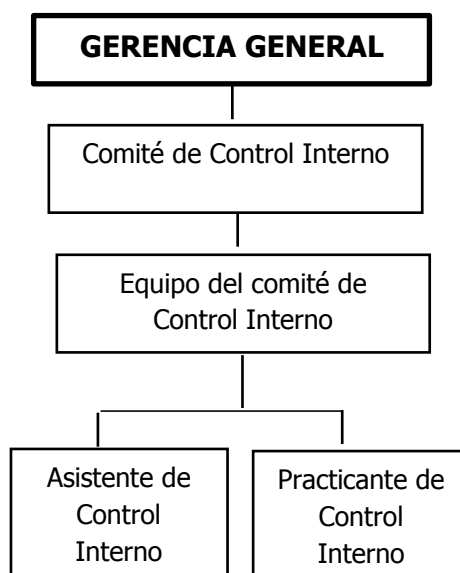 GERENCIA GENERAL
Comité de Control Interno
Equipo del comité de
Control Interno
Asistente de
Control
Interno
Practicante de
Control
Interno